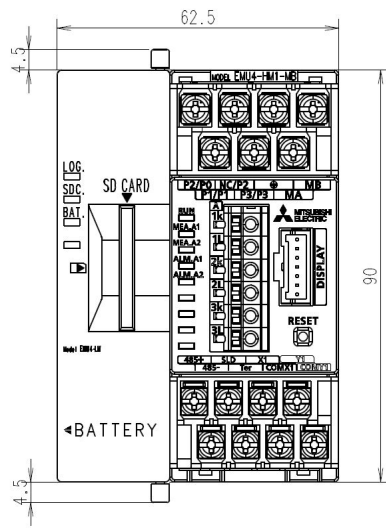 62.5
4.5
MODEL EMU4-HM1-MB
LOG.
SDC.
BAT.
SD CARD
P2/P0 NC/P2 ⊕ MB
P1/P1 P3/P3 MA
RUN
MEA.A1
MEA.A2
ALM.A1
ALM.A2
A
1k
1L
2k
2L
3k
3L
MITSUBISHI
ELECTRIC
DISPLAY
RESET
90
Model EMU4-LM
485+ SLD X1 Y1
485- Ter COMX1 COMY1
◄BATTERY
4.5